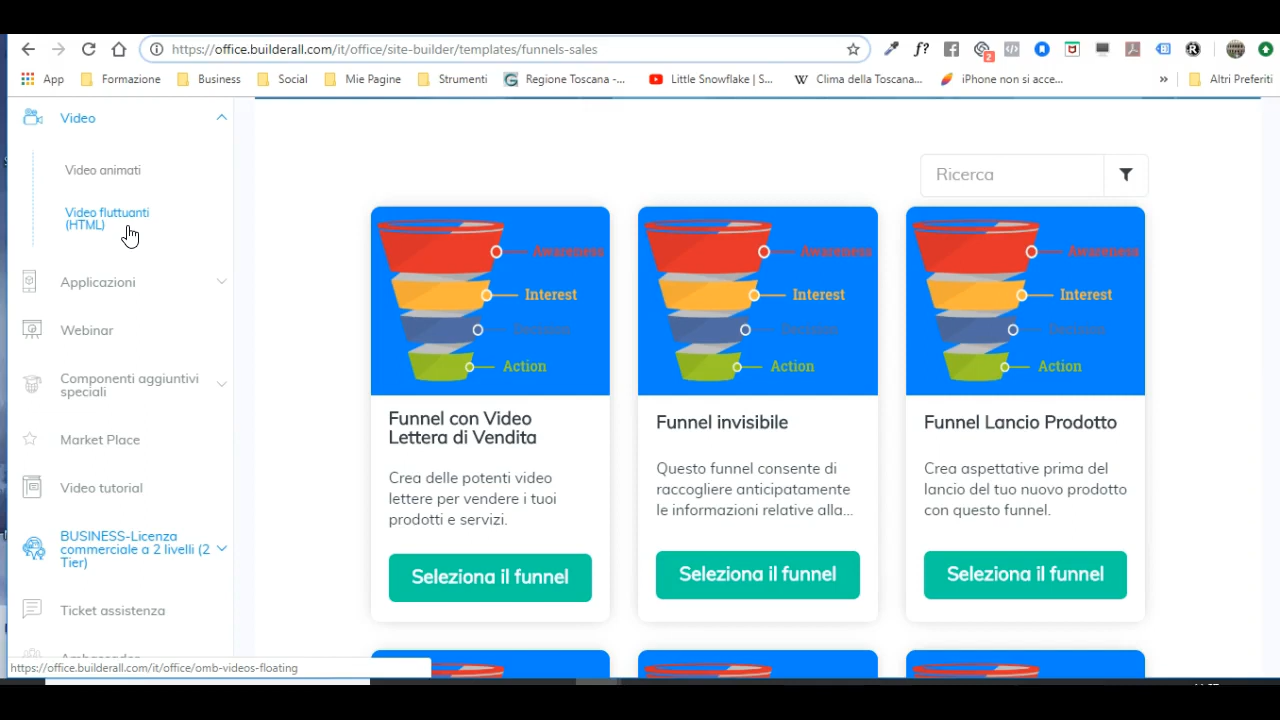 https://office.builderall.com/it/office/site-builder/templates/funnels-sales
f?
2
App
Formazione
Business
Social
Mie Pagine
Strumenti
Regione Toscana -...
Little Snowflake | S...
W
Clima della Toscana...
iPhone non si acce...
»
Altri Preferiti
Video
Video animati
Video fluttuanti
(HTML)
Applicazioni
Webinar
Componenti aggiuntivi
speciali
Market Place
Video tutorial
BUSINESS-Licenza
commerciale a 2 livelli (2
Tier)
Ticket assistenza
https://office.builderall.com/it/office/omb-videos-floating
Ricerca
Awareness
Interest
Decision
Action
Funnel con Video
Lettera di Vendita
Crea delle potenti video
lettere per vendere i tuoi
prodotti e servizi.
Seleziona il funnel
Awareness
Interest
Decision
Action
Funnel invisibile
Questo funnel consente di
raccogliere anticipatamente
le informazioni relative alla...
Seleziona il funnel
Awareness
Interest
Decision
Action
Funnel Lancio Prodotto
Crea aspettative prima del
lancio del tuo nuovo prodotto
con questo funnel.
Seleziona il funnel